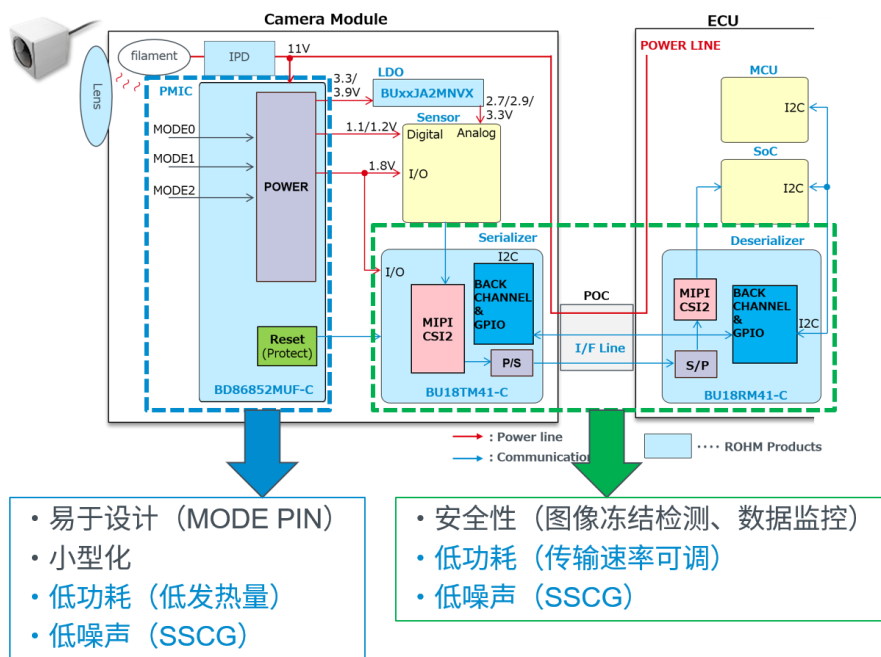 Camera Module
ECU
filament
IPD
11V
POWER LINE
Lens
PMIC
3.3/
3.9V
LDO
BUxxJA2MNVX
2.7/2.9/
3.3V
MCU
I2C
MODE0
MODE1
MODE2
POWER
1.1/1.2V
Sensor
Digital
Analog
1.8V
I/O
SoC
I2C
Serializer
Deserializer
I/O
I2C
BACK
CHANNEL
&
GPIO
MIPI
CSI2
P/S
POC
I/F Line
MIPI
CSI2
BACK
CHANNEL
&
GPIO
I2C
S/P
Reset
(Protect)
BD86852MUF-C
BU18TM41-C
BU18RM41-C
: Power line
: Communication
···· ROHM Products
・易于设计（MODE PIN）
・小型化
・低功耗（低发热量）
・低噪声（SSCG）
・安全性（图像冻结检测、数据监控）
・低功耗（传输速率可调）
・低噪声（SSCG）